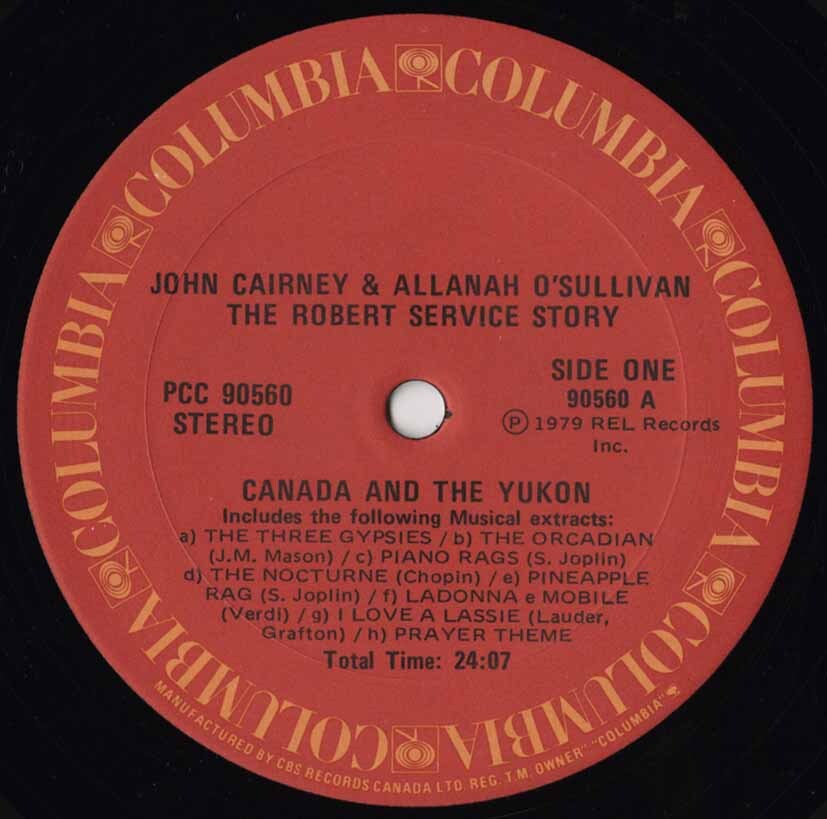 COLUMBIA COLUMBIA COLUMBIA COLUMBIA COLUMBIA COLUMBIA COLUMBIA
JOHN CAIRNEY & ALLANAH O'SULLIVAN
THE ROBERT SERVICE STORY
PCC 90560
STEREO
SIDE ONE
90560 A
Ⓟ 1979 REL Records
Inc.
CANADA AND THE YUKON
Includes the following Musical extracts:
a) THE THREE GYPSIES / b) THE ORCADIAN
(J.M. Mason) / c) PIANO RAGS (S. Joplin)
d) THE NOCTURNE (Chopin) / e) PINEAPPLE
RAG (S. Joplin) / f) LADONNA e MOBILE
(Verdi) / g) I LOVE A LASSIE (Lauder,
Grafton) / h) PRAYER THEME
Total Time: 24:07
MANUFACTURED BY CBS RECORDS CANADA LTD. REG. T.M. OWNER "COLUMBIA"